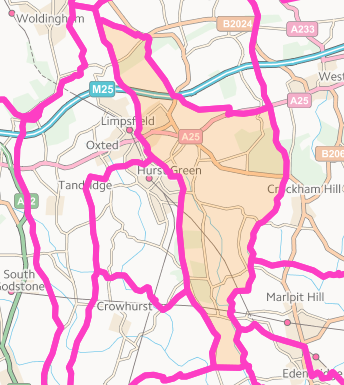 Woldingham
B2024
A233
M25
A25
West
Limpsfield
A25
Oxted
B206
Hurst Green
Tandridge
Crockham Hill
A22
South
Godstone
Marlpit Hill
Crowhurst
Edenbridge